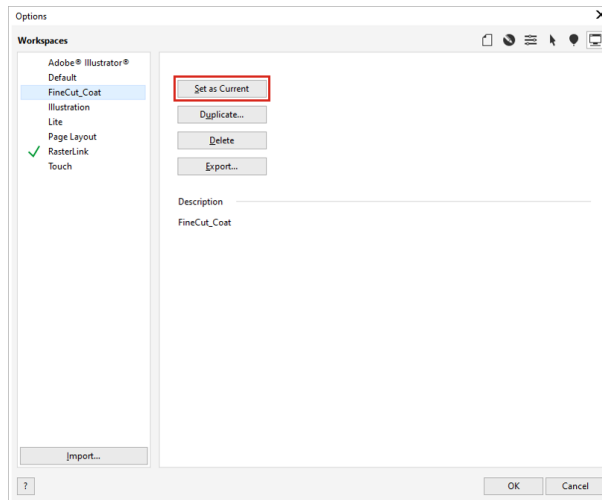 Options
Workspaces
Adobe® Illustrator®
Default
FineCut_Coat
Illustration
Lite
Page Layout
RasterLink
Touch
Import...
Set as Current
Duplicate...
Delete
Export...
Description
FineCut_Coat
?
OK
Cancel